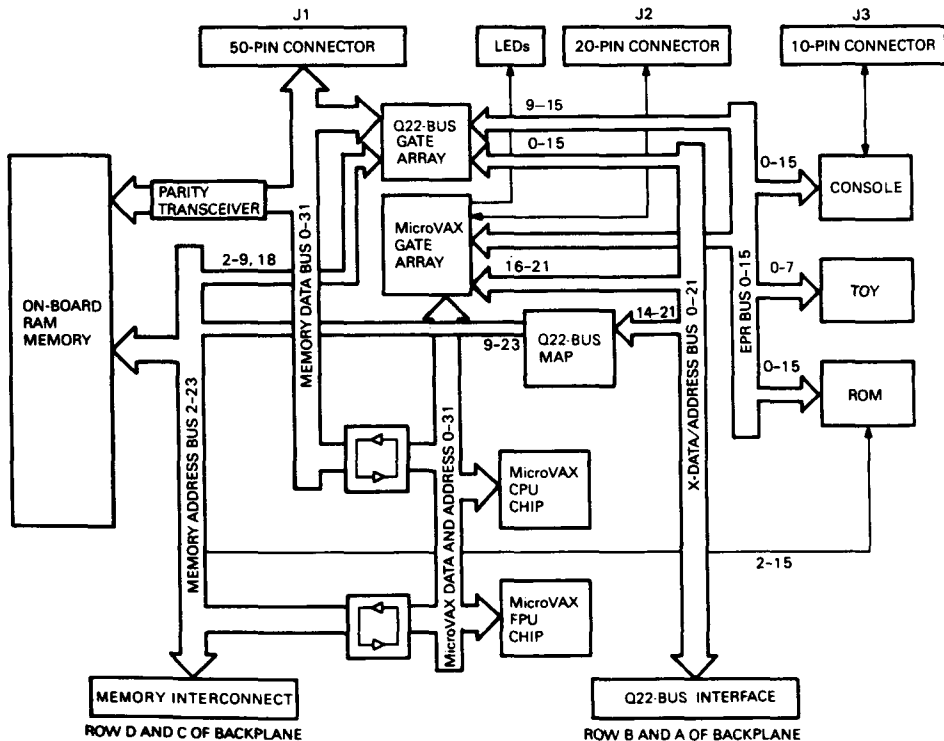 J1
J2
J3
50-PIN CONNECTOR
LEDs
20-PIN CONNECTOR
10-PIN CONNECTOR
9–15
Q22-BUS
GATE
ARRAY
0–15
0–15
CONSOLE
PARITY
TRANSCEIVER
MicroVAX
GATE
ARRAY
2–9, 18
16–21
0–7
TOY
ON-BOARD
RAM
MEMORY
MEMORY DATA BUS 0–31
14–21
9–23
Q22-BUS
MAP
X-DATA/ADDRESS BUS 0–21
EPR BUS 0–15
0–15
ROM
MEMORY ADDRESS BUS 2–23
MicroVAX DATA AND ADDRESS 0–31
MicroVAX
CPU
CHIP
2–15
MicroVAX
FPU
CHIP
MEMORY INTERCONNECT
Q22-BUS INTERFACE
ROW D AND C OF BACKPLANE
ROW B AND A OF BACKPLANE